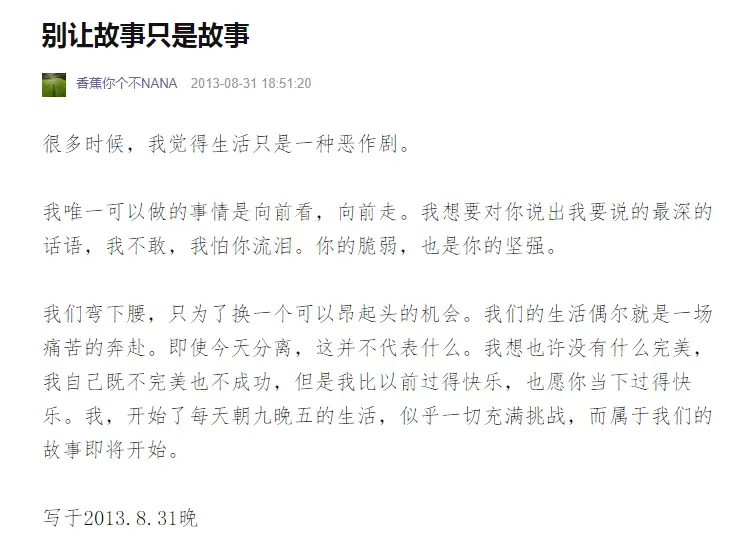 别让故事只是故事
香蕉你个不NANA 2013-08-31 18:51:20
很多时候，我觉得生活只是一种恶作剧。
我唯一可以做的事情是向前看，向前走。我想要对你说出我要说的最深的
话语，我不敢，我怕你流泪。你的脆弱，也是你的坚强。
我们弯下腰，只为了换一个可以昂起头的机会。我们的生活偶尔就是一场
痛苦的奔赴。即使今天分离，这并不代表什么。我想也许没有什么完美，
我自己既不完美也不成功，但是我比以前过得快乐，也愿你当下过得快
乐。我，开始了每天朝九晚五的生活，似乎一切充满挑战，而属于我们的
故事即将开始。
写于2013.8.31晚